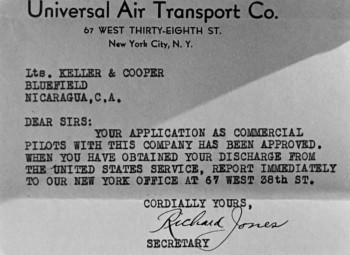 Universal Air Transport Co.
67 WEST THIRTY-EIGHTH ST.
New York City, N. Y.
Lts. KELLER & COOPER
BLUEFIELD
NICARAGUA,C.A.
DEAR SIRS:
YOUR APPLICATION AS COMMERCIAL
PILOTS WITH THIS COMPANY HAS BEEN APPROVED.
WHEN YOU HAVE OBTAINED YOUR DISCHARGE FROM
THE UNITED STATES SERVICE, REPORT IMMEDIATELY
TO OUR NEW YORK OFFICE AT 67 WEST 38th ST.
CORDIALLY YOURS,
Richard Jones
SECRETARY